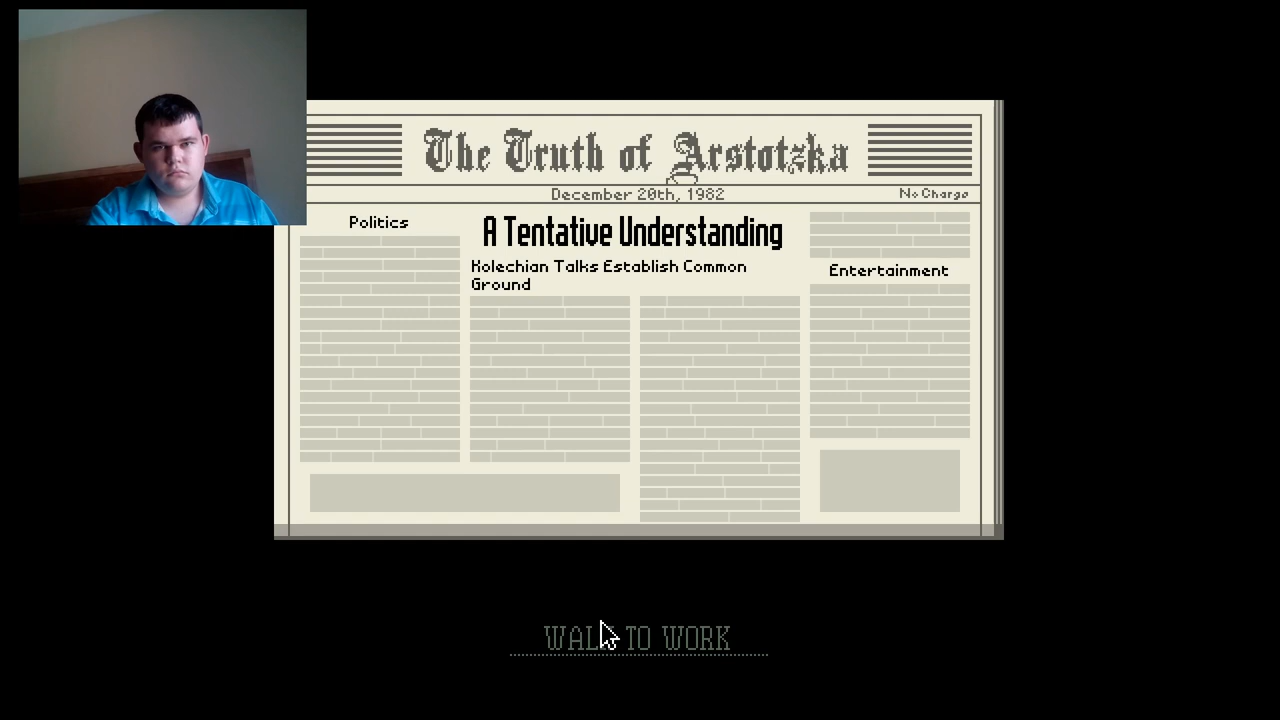 The Truth of Arstotzka
December 20th, 1982
No Charge
Politics
A Tentative Understanding
Kolechian Talks Establish Common
Ground
Entertainment
WALK TO WORK